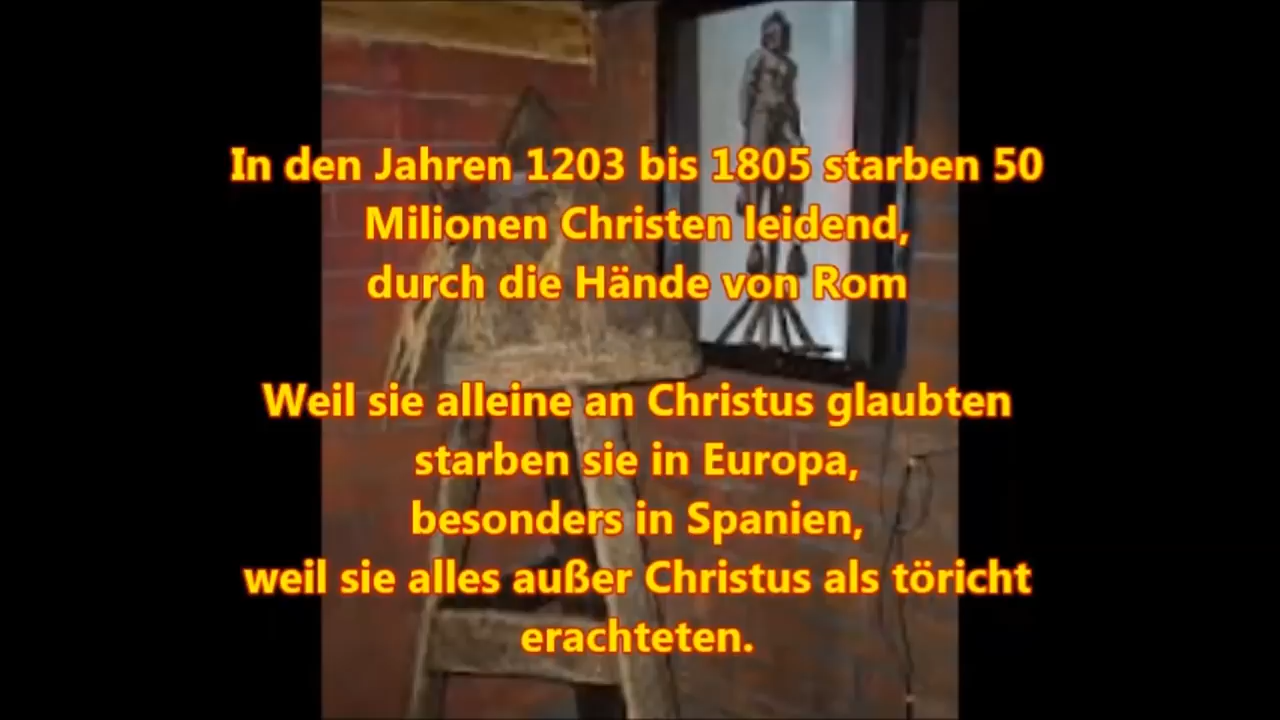 In den Jahren 1203 bis 1805 starben 50
Milionen Christen leidend,
durch die Hände von Rom
Weil sie alleine an Christus glaubten
starben sie in Europa,
besonders in Spanien,
weil sie alles außer Christus als töricht
erachteten.